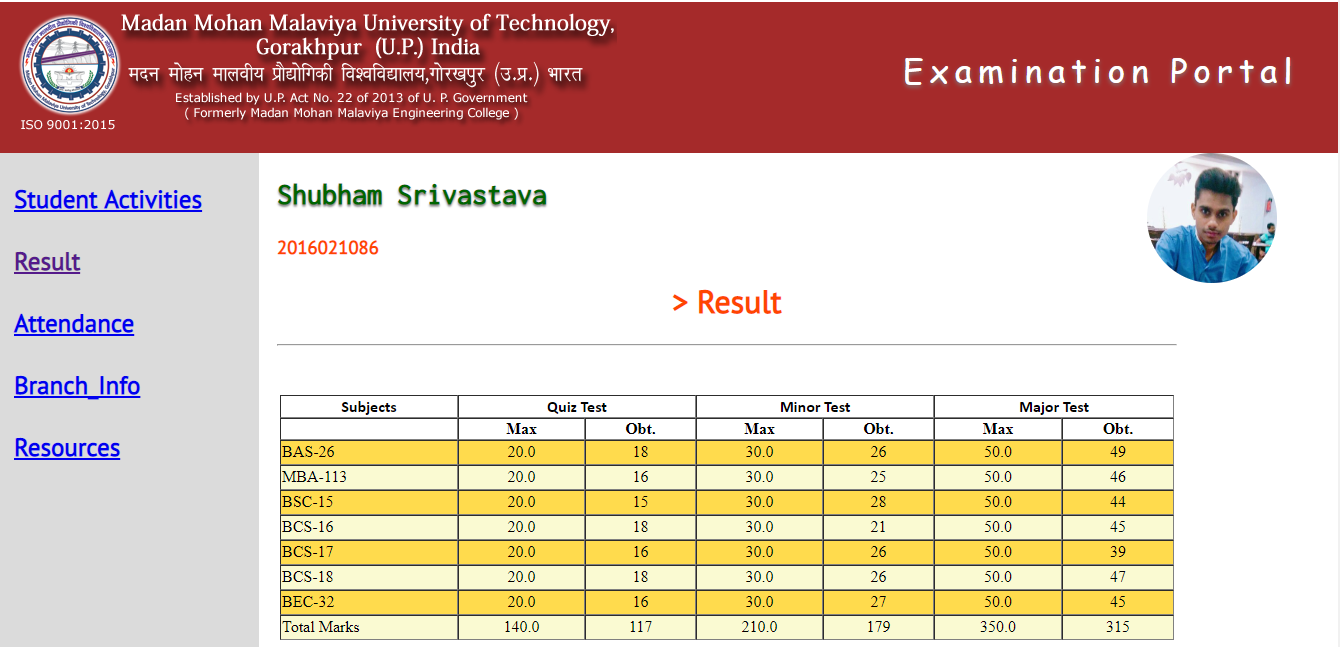 Madan Mohan Malaviya University of Technology,
Gorakhpur (U.P.) India
मदन मोहन मालवीय प्रौद्योगिकी विश्वविद्यालय,गोरखपुर (उ.प्र.) भारत
Established by U.P. Act No. 22 of 2013 of U. P. Government
( Formerly Madan Mohan Malaviya Engineering College )
ISO 9001:2015
Examination Portal
Student Activities
Result
Attendance
Branch_Info
Resources
Shubham Srivastava
2016021086
> Result
Subjects Quiz Test Minor Test Major Test
Max Obt. Max Obt. Max Obt.
BAS-26 20.0 18 30.0 26 50.0 49
MBA-113 20.0 16 30.0 25 50.0 46
BSC-15 20.0 15 30.0 28 50.0 44
BCS-16 20.0 18 30.0 21 50.0 45
BCS-17 20.0 16 30.0 26 50.0 39
BCS-18 20.0 18 30.0 26 50.0 47
BEC-32 20.0 16 30.0 27 50.0 45
Total Marks 140.0 117 210.0 179 350.0 315